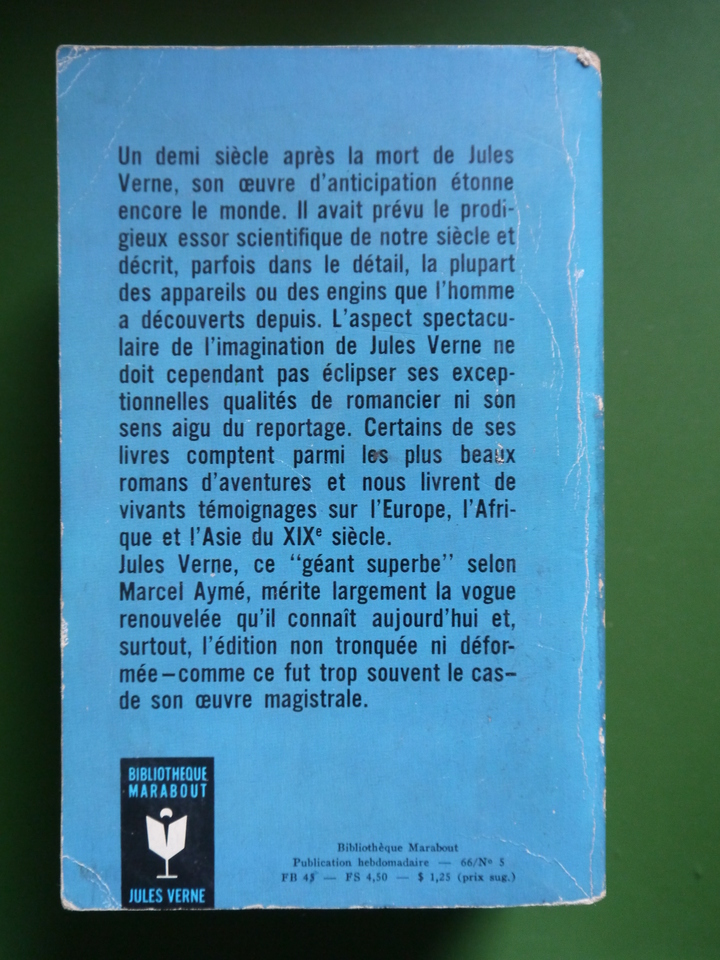 Un demi siècle après la mort de Jules
Verne, son œuvre d'anticipation étonne
encore le monde. Il avait prévu le prodi-
gieux essor scientifique de notre siècle et
décrit, parfois dans le détail, la plupart
des appareils ou des engins que l'homme
a découverts depuis. L'aspect spectacu-
laire de l'imagination de Jules Verne ne
doit cependant pas éclipser ses excep-
tionnelles qualités de romancier ni son
sens aigu du reportage. Certains de ses
livres comptent parmi les plus beaux
romans d'aventures et nous livrent de
vivants témoignages sur l'Europe, l'Afri-
que et l'Asie du XIXe siècle.
Jules Verne, ce "géant superbe" selon
Marcel Aymé, mérite largement la vogue
renouvelée qu'il connaît aujourd'hui et,
surtout, l'édition non tronquée ni défor-
mée — comme ce fut trop souvent le cas —
de son œuvre magistrale.
BIBLIOTHEQUE
MARABOUT
JULES VERNE
Bibliothèque Marabout
Publication hebdomadaire — 66/No 5
FB 45 — FS 4,50 — $ 1,25 (prix sug.)